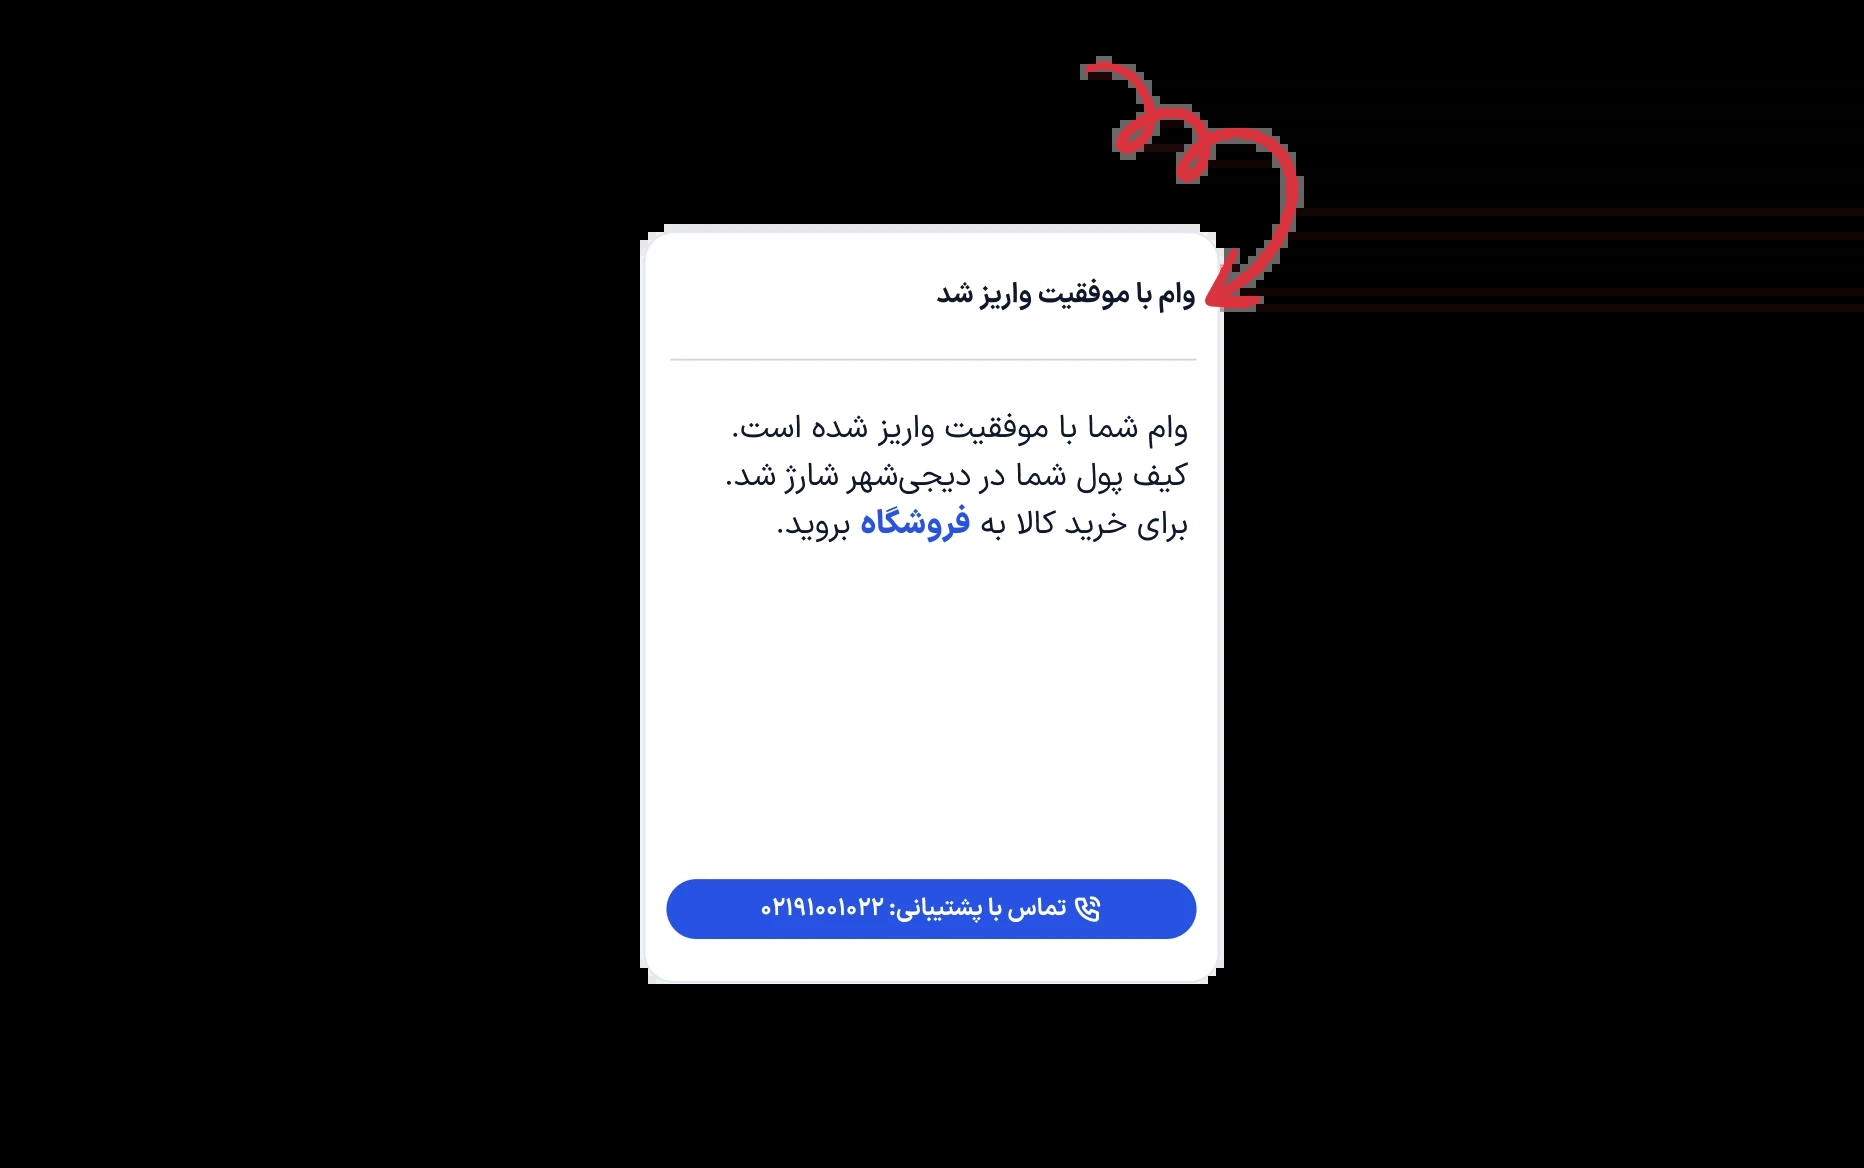 وام با موفقیت واریز شد
وام شما با موفقیت واریز شده است.
کیف پول شما در دیجی‌شهر شارژ شد.
برای خرید کالا به فروشگاه بروید.
تماس با پشتیبانی: ۰۲۱۹۱۰۰۱۰۲۲